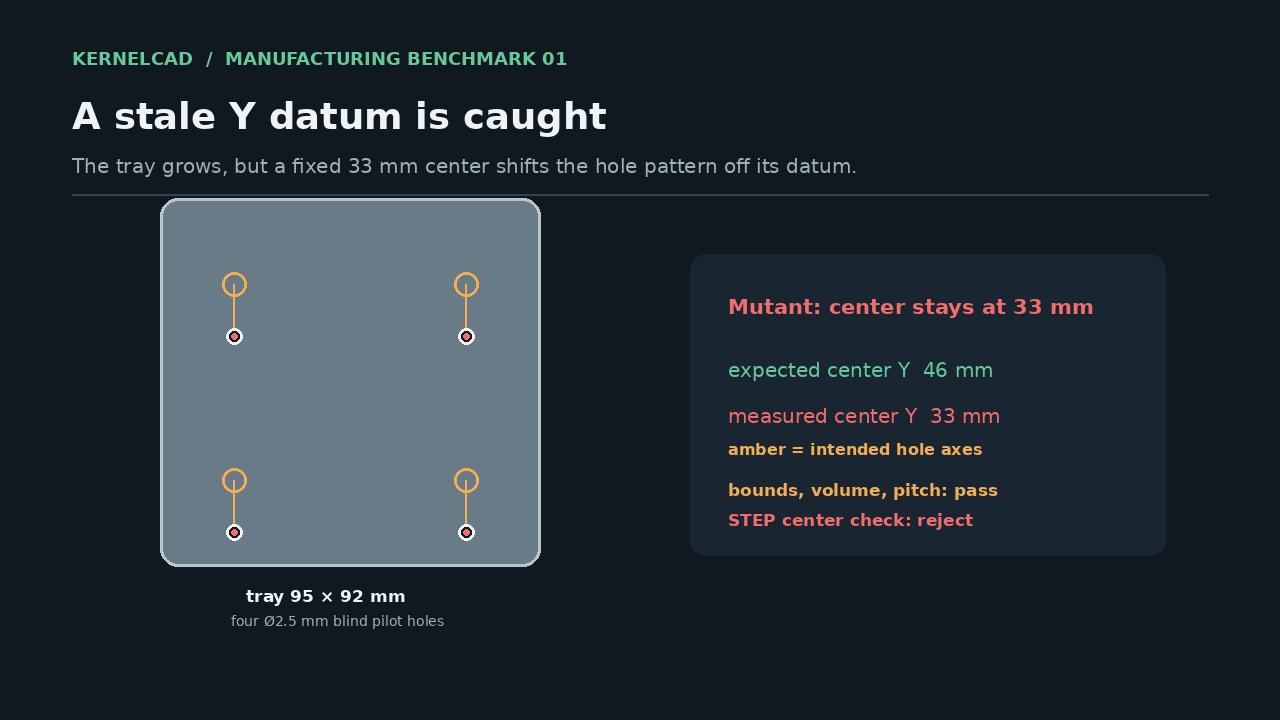 KERNELCAD / MANUFACTURING BENCHMARK 01
A stale Y datum is caught
The tray grows, but a fixed 33 mm center shifts the hole pattern off its datum.
Mutant: center stays at 33 mm
expected center Y 46 mm
measured center Y 33 mm
amber = intended hole axes
bounds, volume, pitch: pass
STEP center check: reject
tray 95 × 92 mm
four Ø2.5 mm blind pilot holes